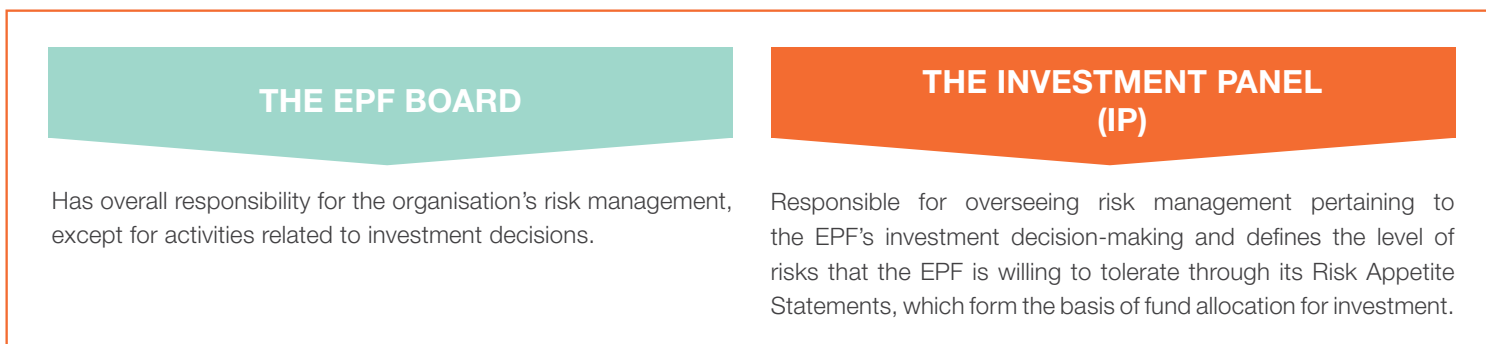 THE EPF BOARD
Has overall responsibility for the organisation’s risk management,
except for activities related to investment decisions.
THE INVESTMENT PANEL
(IP)
Responsible for overseeing risk management pertaining to
the EPF’s investment decision-making and defines the level of
risks that the EPF is willing to tolerate through its Risk Appetite
Statements, which form the basis of fund allocation for investment.